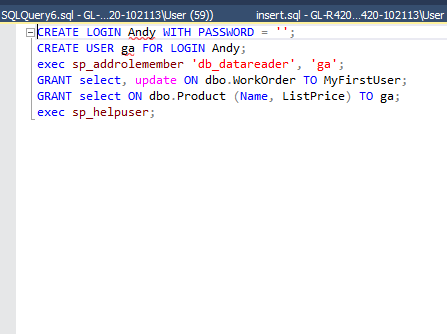 SQLQuery6.sql - GL-...20-102113\User (59))
insert.sql - GL-R420...420-102113\User
CREATE LOGIN Andy WITH PASSWORD = '';
CREATE USER ga FOR LOGIN Andy;
exec sp_addrolemember 'db_datareader', 'ga';
GRANT select, update ON dbo.WorkOrder TO MyFirstUser;
GRANT select ON dbo.Product (Name, ListPrice) TO ga;
exec sp_helpuser;